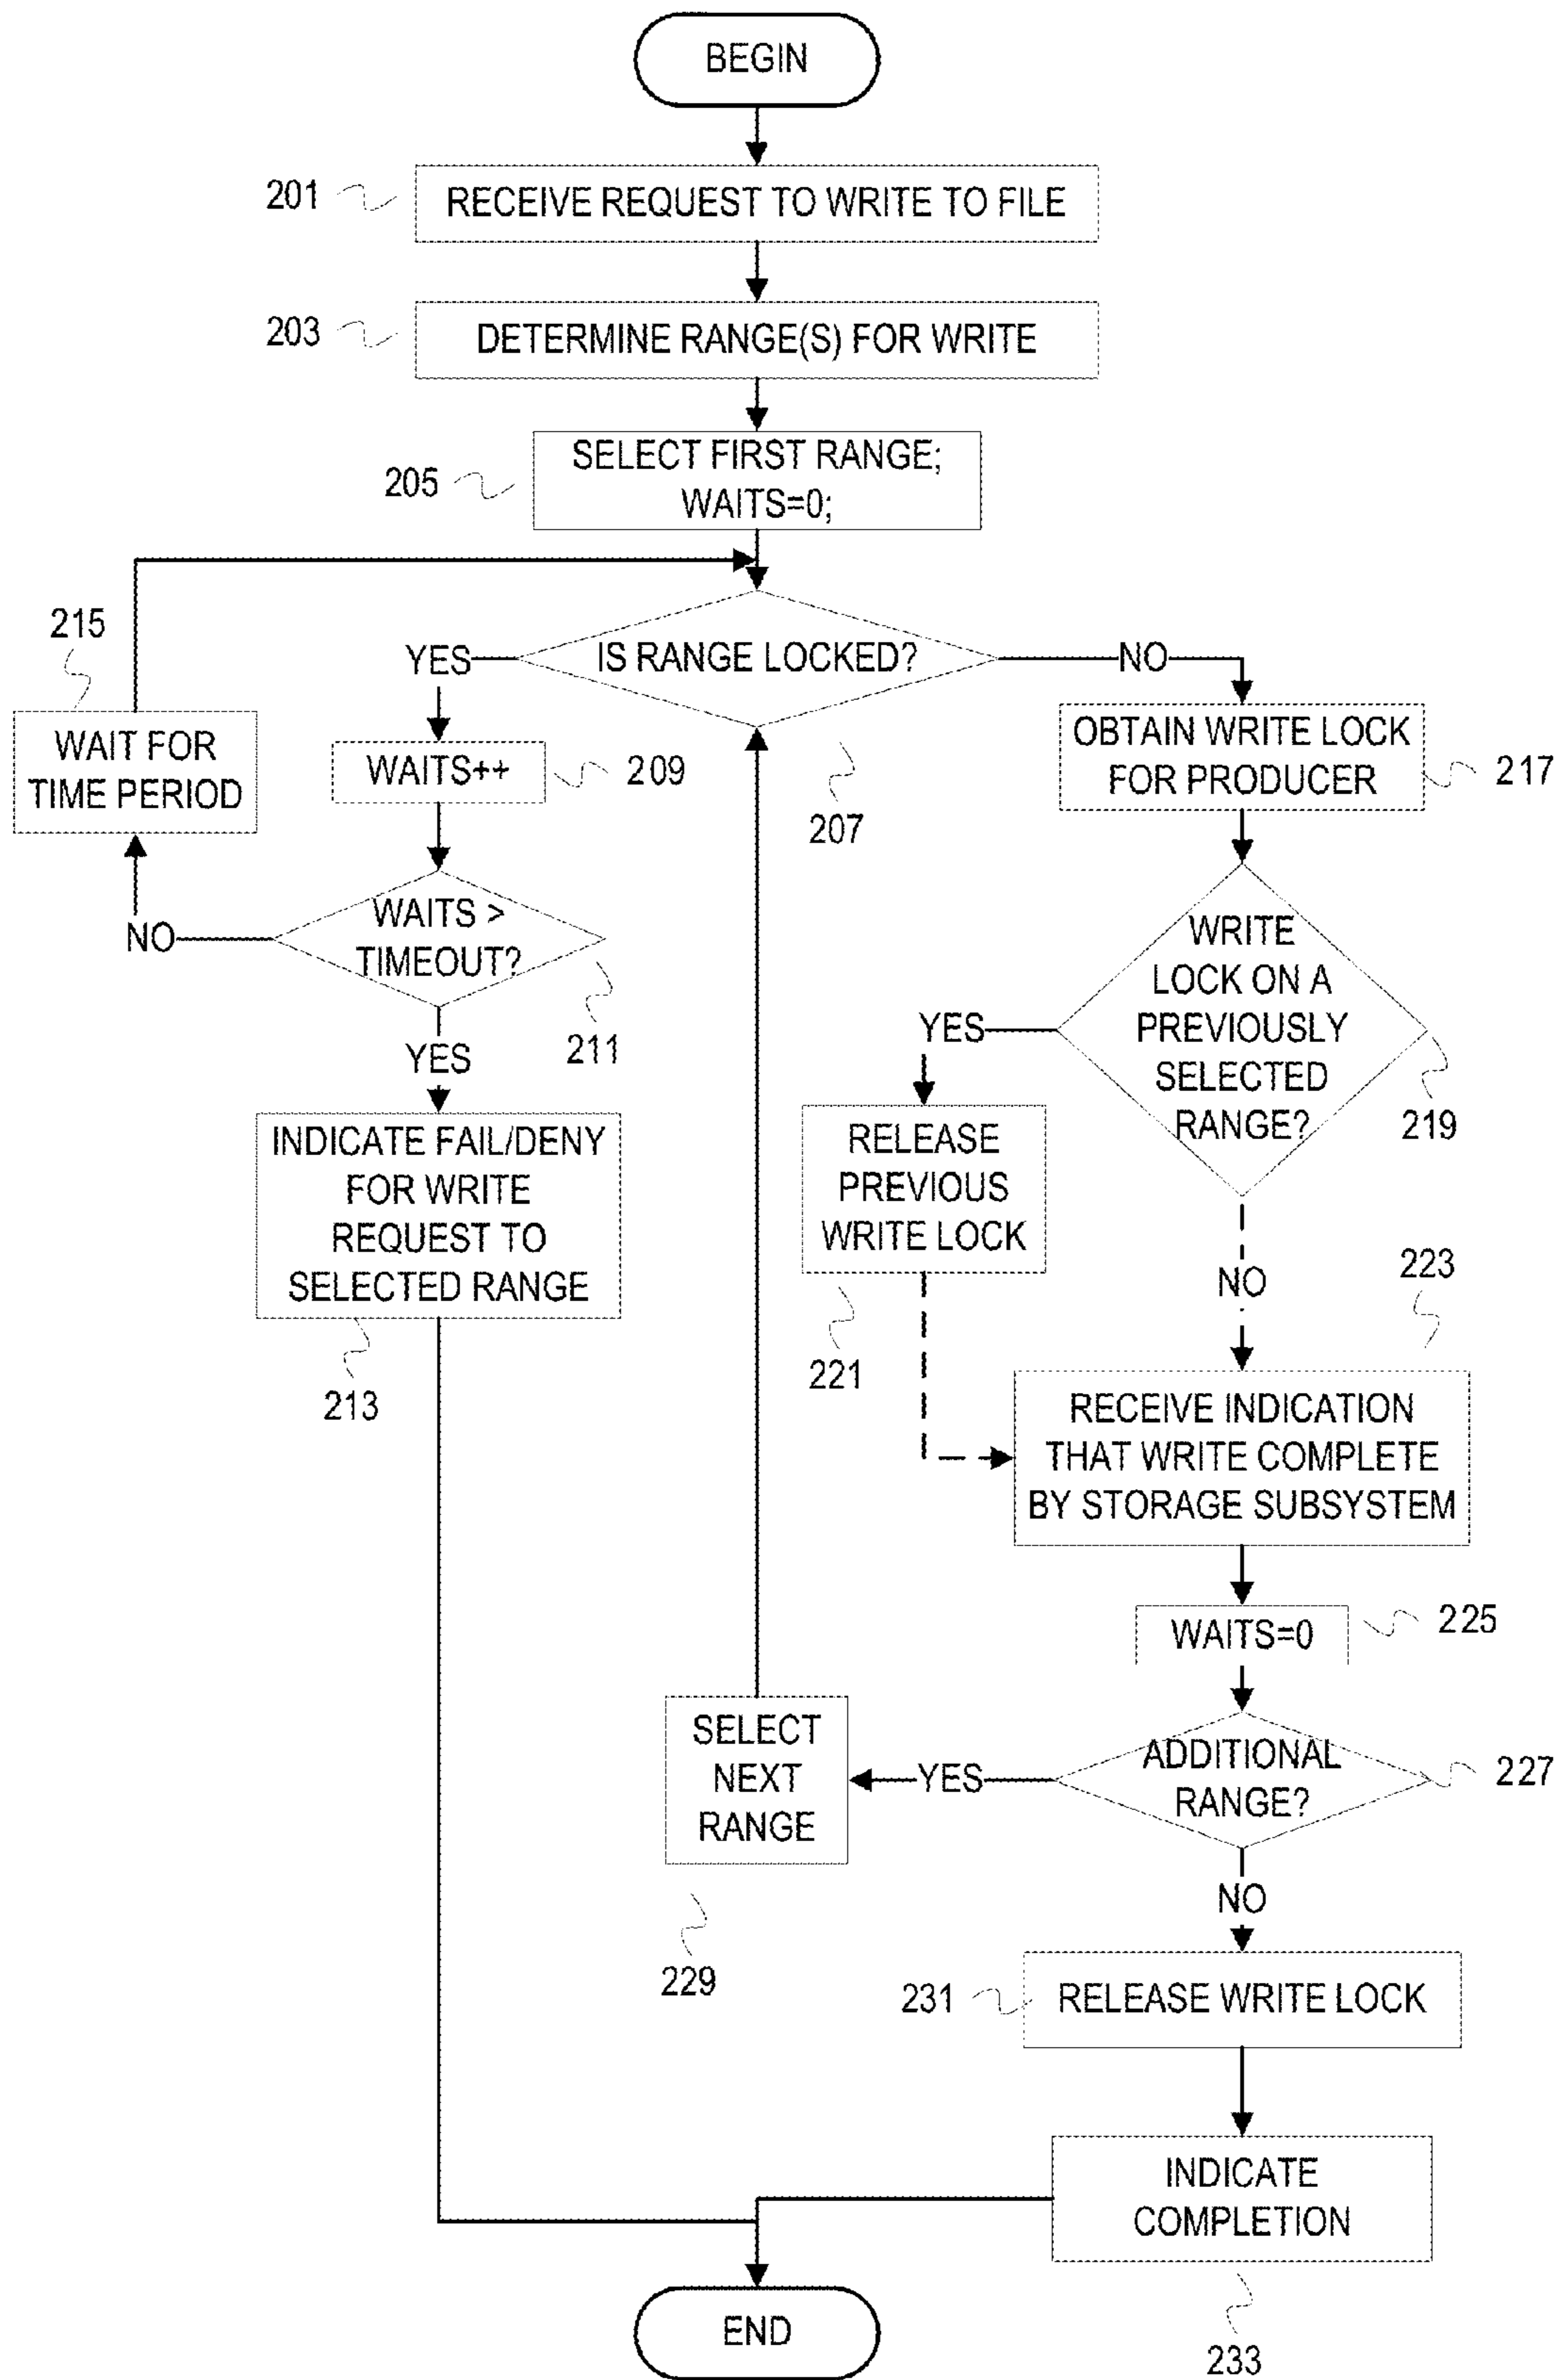 BEGIN
201
RECEIVE REQUEST TO WRITE TO FILE
203
DETERMINE RANGE(S) FOR WRITE
205
SELECT FIRST RANGE;
WAITS=0;
215
YES
IS RANGE LOCKED?
NO
WAIT FOR
TIME PERIOD
WAITS++
209
207
OBTAIN WRITE LOCK
FOR PRODUCER
217
NO
WAITS >
TIMEOUT?
211
YES
WRITE
LOCK ON A
PREVIOUSLY
SELECTED
RANGE?
219
YES
INDICATE FAIL/DENY
FOR WRITE
REQUEST TO
SELECTED RANGE
213
RELEASE
PREVIOUS
WRITE LOCK
221
NO
223
RECEIVE INDICATION
THAT WRITE COMPLETE
BY STORAGE SUBSYSTEM
WAITS=0
225
SELECT
NEXT
RANGE
229
YES
ADDITIONAL
RANGE?
227
NO
231
RELEASE WRITE LOCK
INDICATE
COMPLETION
233
END